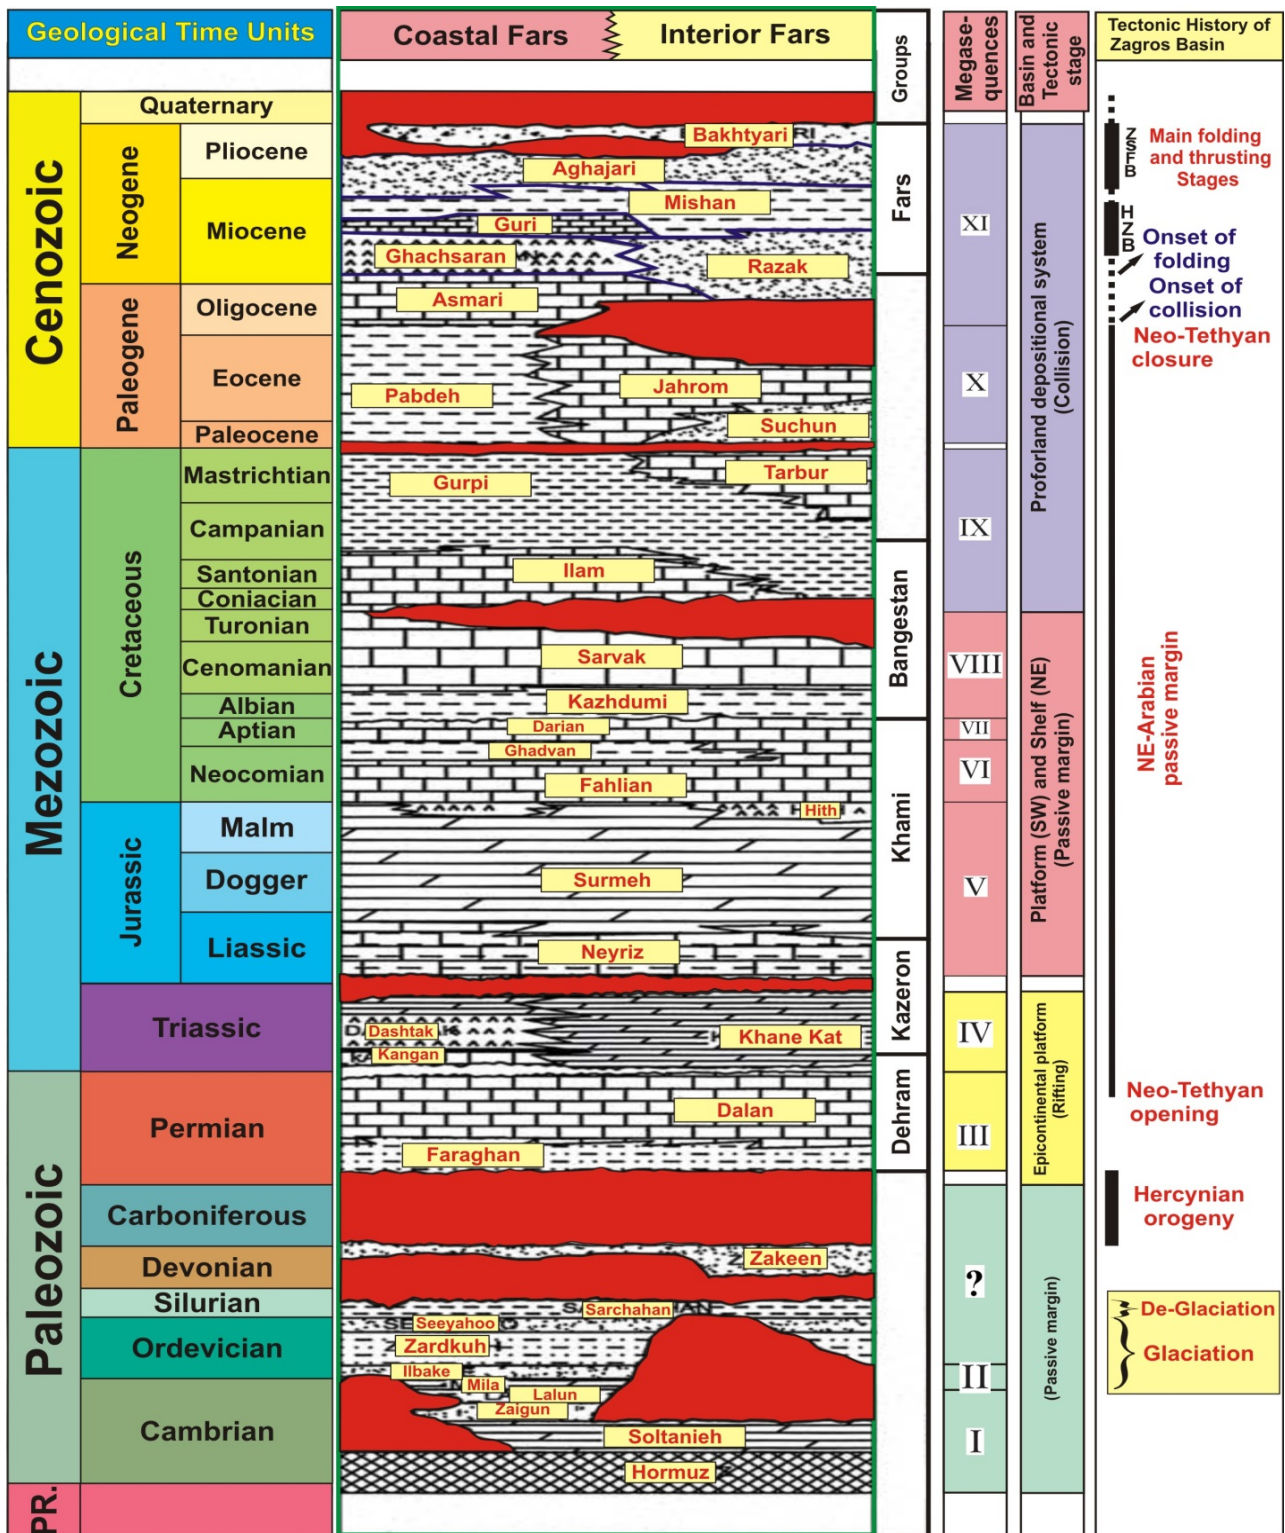 Geological Time Units
Coastal Fars
Interior Fars
Groups
Megase-
quences
Basin and
Tectonic
stage
Tectonic History of
Zagros Basin
Cenozoic
Neogene
Paleogene
Quaternary
Pliocene
Miocene
Oligocene
Eocene
Paleocene
Mezozoic
Cretaceous
Mastrichtian
Campanian
Santonian
Coniacian
Turonian
Cenomanian
Albian
Aptian
Neocomian
Jurassic
Malm
Dogger
Liassic
Triassic
Paleozoic
Permian
Carboniferous
Devonian
Silurian
Ordevician
Cambrian
PR.
Bakhtyari
Aghajari
Mishan
Guri
Ghachsaran
Razak
Asmari
Jahrom
Pabdeh
Suchun
Tarbur
Gurpi
Ilam
Sarvak
Kazhdumi
Darian
Ghadvan
Fahlian
Hith
Surmeh
Neyriz
Dashtak
Khane Kat
Kangan
Dalan
Faraghan
Zakeen
Sarchahan
Seeyahoo
Zardkuh
Ilbake
Mila
Lalun
Zaigun
Soltanieh
Hormuz
Fars
Bangestan
Khami
Kazeron
Dehram
XI
X
IX
VIII
VII
VI
V
IV
III
?
II
I
Proforland depositional system
(Collision)
Platform (SW) and Shelf (NE)
(Passive margin)
Epicontinental platform
(Rifting)
(Passive margin)
ZSFB
Main folding
and thrusting
Stages
HZB
Onset of
folding
Onset of
collision
Neo-Tethyan
closure
NE-Arabian
passive margin
Neo-Tethyan
opening
Hercynian
orogeny
De-Glaciation
Glaciation